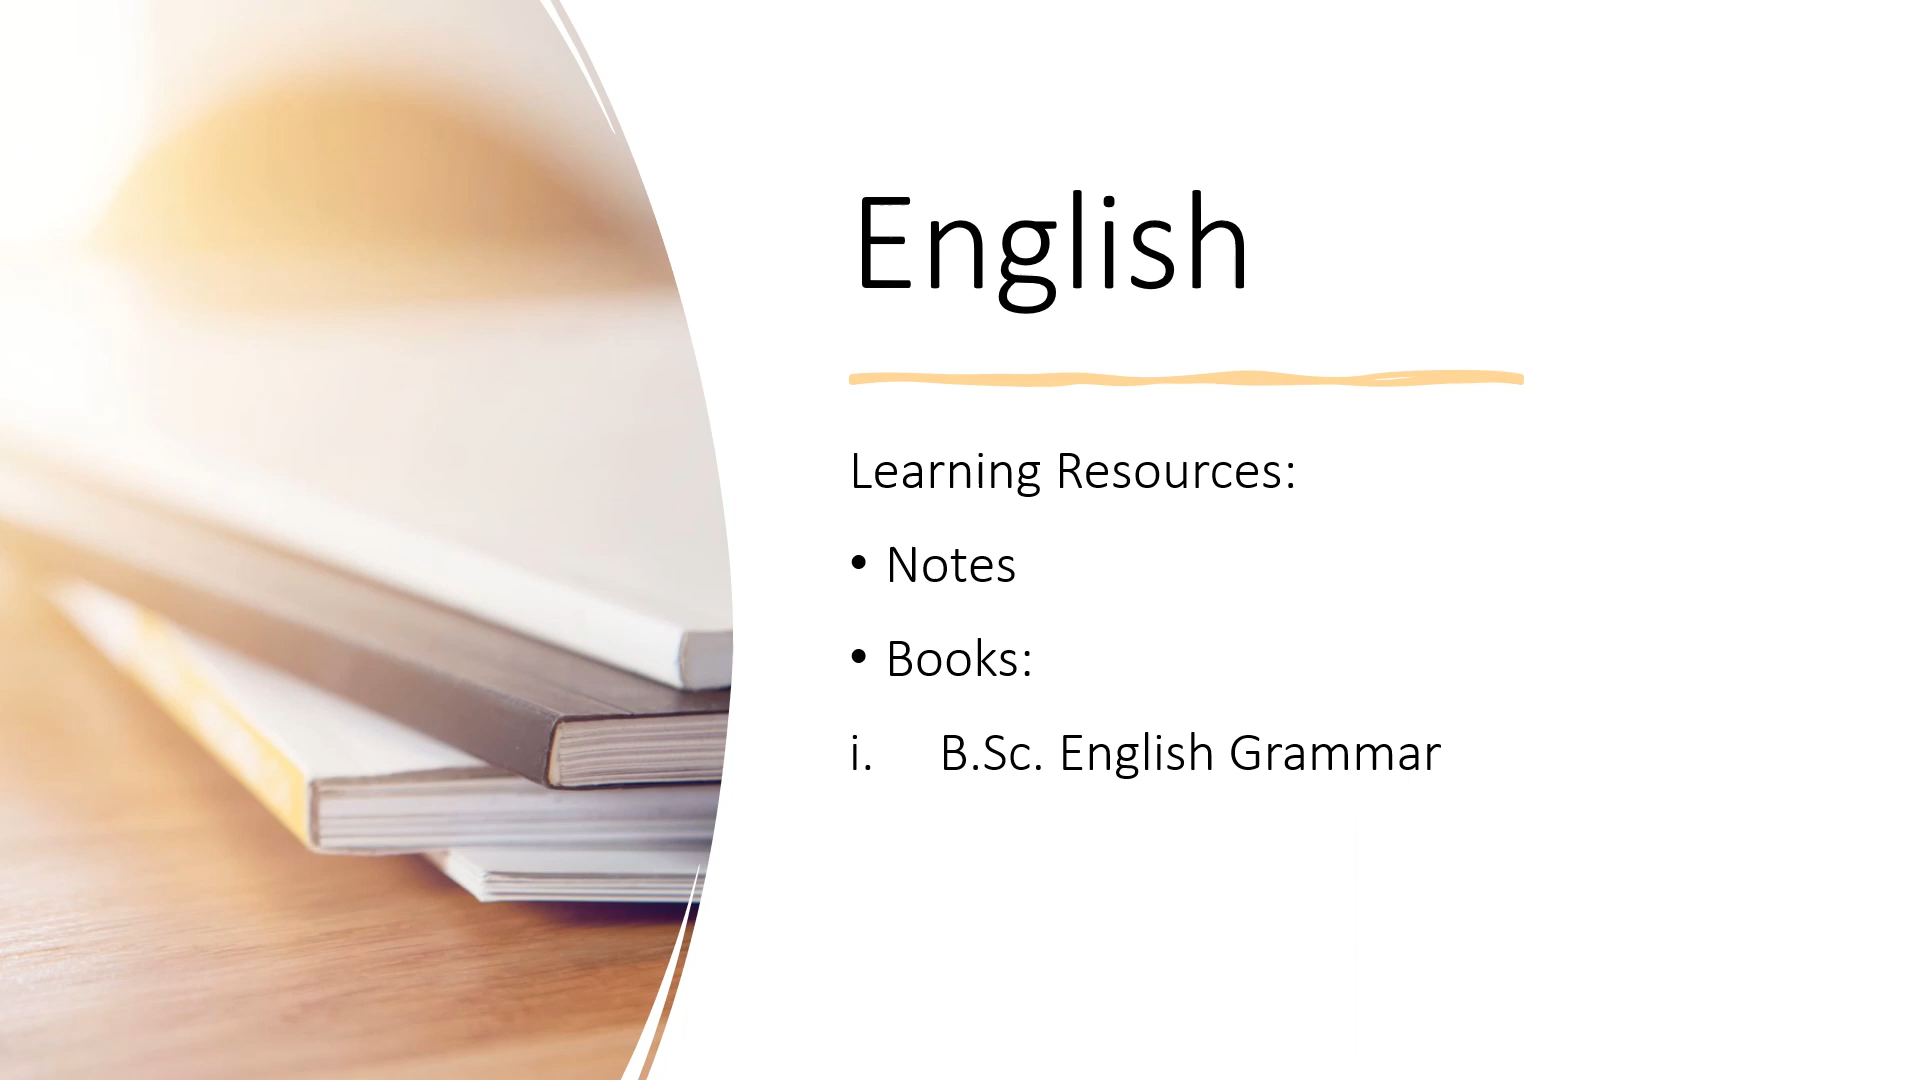 English
Learning Resources:
• Notes
• Books:
i. B.Sc. English Grammar